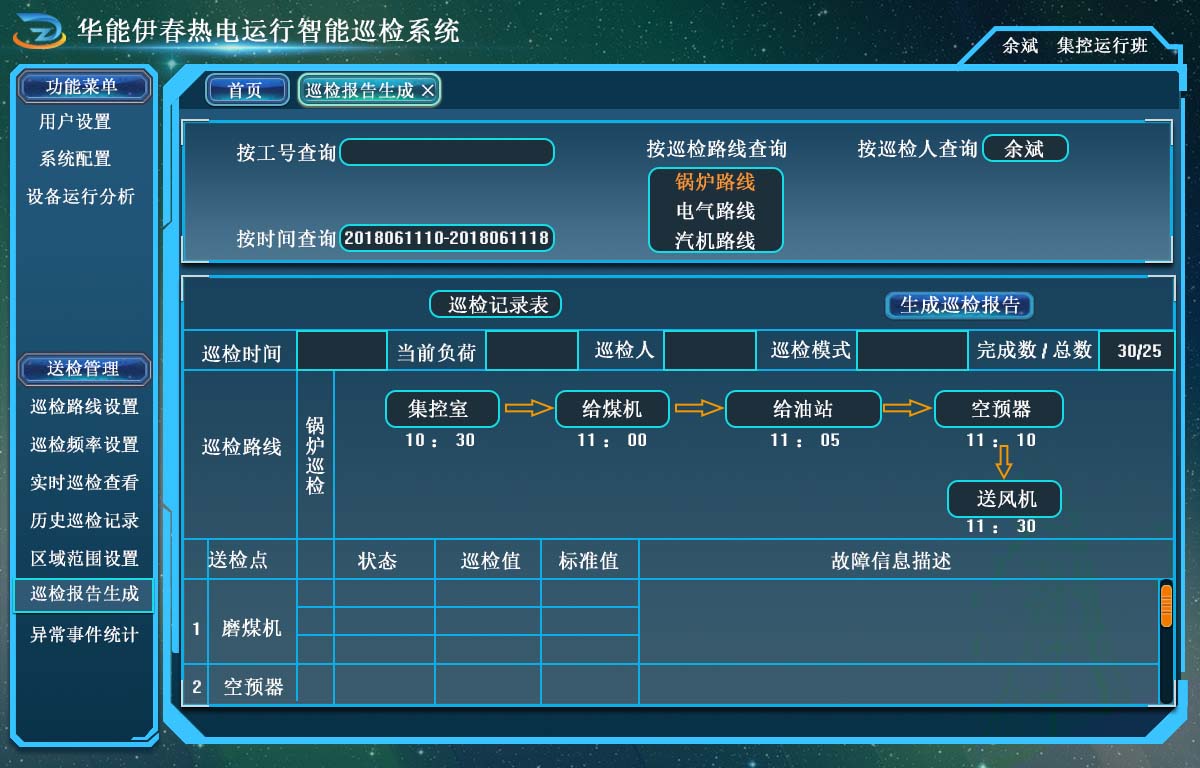 华能伊春热电运行智能巡检系统
余斌 集控运行班
功能菜单
用户设置
系统配置
设备运行分析
送检管理
巡检路线设置
巡检频率设置
实时巡检查看
历史巡检记录
区域范围设置
巡检报告生成
异常事件统计
首页 巡检报告生成 ×
按工号查询
按巡检路线查询
锅炉路线
电气路线
汽机路线
按巡检人查询 余斌
按时间查询 2018061110-2018061118
巡检记录表 生成巡检报告
巡检时间 当前负荷 巡检人 巡检模式 完成数 / 总数 30/25
巡检路线
锅炉巡检
集控室 给煤机 给油站 空预器
10 : 30 11 : 00 11 : 05 11 : 10
送风机
11 : 30
送检点 状态 巡检值 标准值 故障信息描述
1 磨煤机
2 空预器